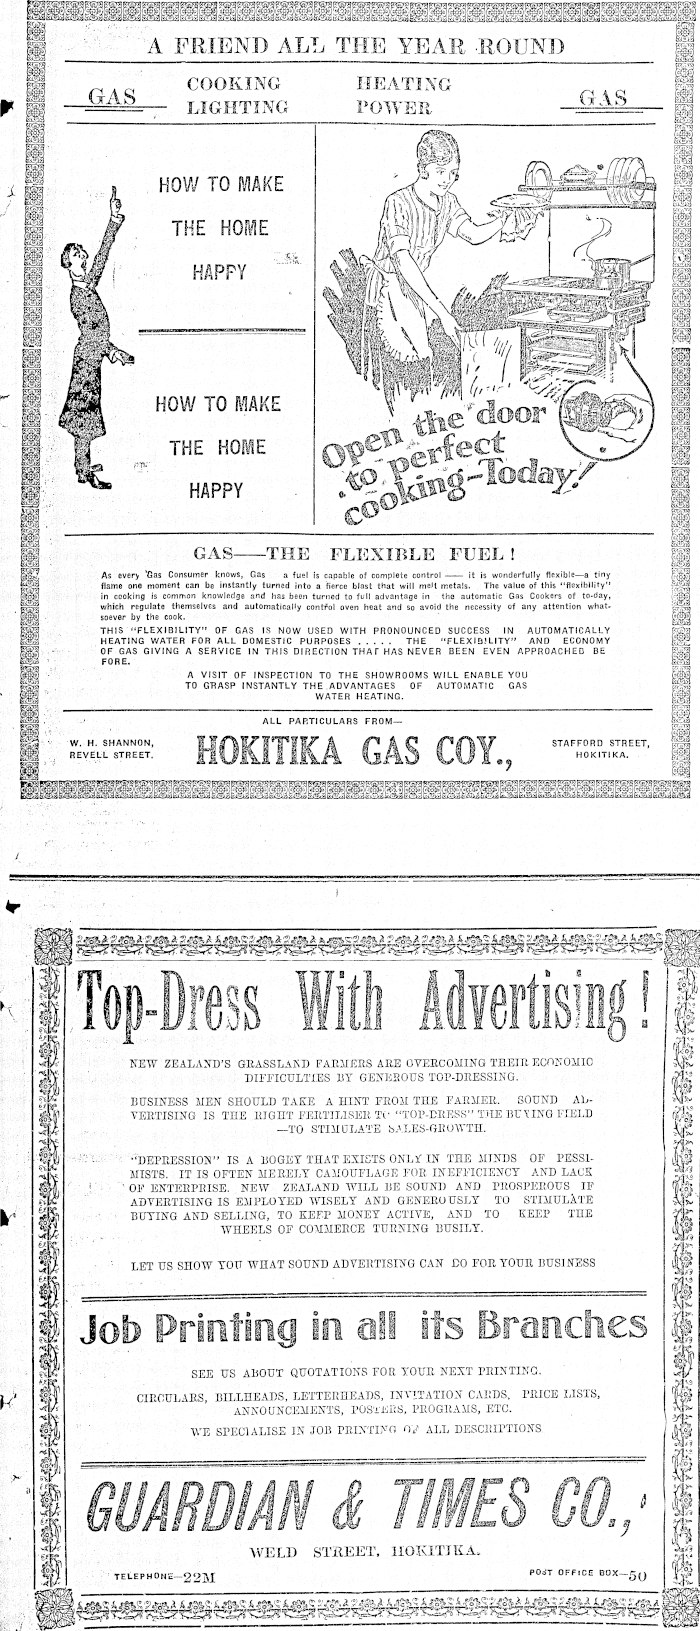 A FRIEND ALL THE YEAR ROUND
GAS
COOKING
LIGHTING
HEATING
POWER
GAS
HOW TO MAKE
THE HOME
HAPPY
HOW TO MAKE
THE HOME
HAPPY
Open the door
to perfect
cooking—Today!
GAS——THE FLEXIBLE FUEL!
As every Gas Consumer knows, Gas a fuel is capable of complete control —— it is wonderfully flexible—a tiny
flame one moment can be instantly turned into a fierce blast that will melt metals. The value of this "flexibility"
in cooking is common knowledge and has been turned to full advantage in the automatic Gas Cookers of to-day,
which regulate themselves and automatically control oven heat and so avoid the necessity of any attention what-
soever by the cook.
THIS "FLEXIBILITY" OF GAS IS NOW USED WITH PRONOUNCED SUCCESS IN AUTOMATICALLY
HEATING WATER FOR ALL DOMESTIC PURPOSES . . . . . THE "FLEXIBILITY" AND ECONOMY
OF GAS GIVING A SERVICE IN THIS DIRECTION THAT HAS NEVER BEEN EVEN APPROACHED BE
FORE.
A VISIT OF INSPECTION TO THE SHOWROOMS WILL ENABLE YOU
TO GRASP INSTANTLY THE ADVANTAGES OF AUTOMATIC GAS
WATER HEATING.
ALL PARTICULARS FROM—
W. H. SHANNON,
REVELL STREET.
HOKITIKA GAS COY.,
STAFFORD STREET,
HOKITIKA.
Top-Dress With Advertising!
NEW ZEALAND'S GRASSLAND FARMERS ARE OVERCOMING THEIR ECONOMIC
DIFFICULTIES BY GENEROUS TOP-DRESSING.
BUSINESS MEN SHOULD TAKE A HINT FROM THE FARMER. SOUND AD-
VERTISING IS THE RIGHT FERTILISER TO "TOP-DRESS" THE BUYING FIELD
—TO STIMULATE SALES-GROWTH.
"DEPRESSION" IS A BOGEY THAT EXISTS ONLY IN THE MINDS OF PESSI-
MISTS. IT IS OFTEN MERELY CAMOUFLAGE FOR INEFFICIENCY AND LACK
OF ENTERPRISE. NEW ZEALAND WILL BE SOUND AND PROSPEROUS IF
ADVERTISING IS EMPLOYED WISELY AND GENEROUSLY TO STIMULATE
BUYING AND SELLING, TO KEEP MONEY ACTIVE, AND TO KEEP THE
WHEELS OF COMMERCE TURNING BUSILY.
LET US SHOW YOU WHAT SOUND ADVERTISING CAN DO FOR YOUR BUSINESS
Job Printing in all its Branches
SEE US ABOUT QUOTATIONS FOR YOUR NEXT PRINTING.
CIRCULARS, BILLHEADS, LETTERHEADS, INVITATION CARDS, PRICE LISTS,
ANNOUNCEMENTS, POSTERS, PROGRAMS, ETC.
WE SPECIALISE IN JOB PRINTING OF ALL DESCRIPTIONS
GUARDIAN & TIMES CO.,
WELD STREET, HOKITIKA.
TELEPHONE—22M
POST OFFICE BOX—50